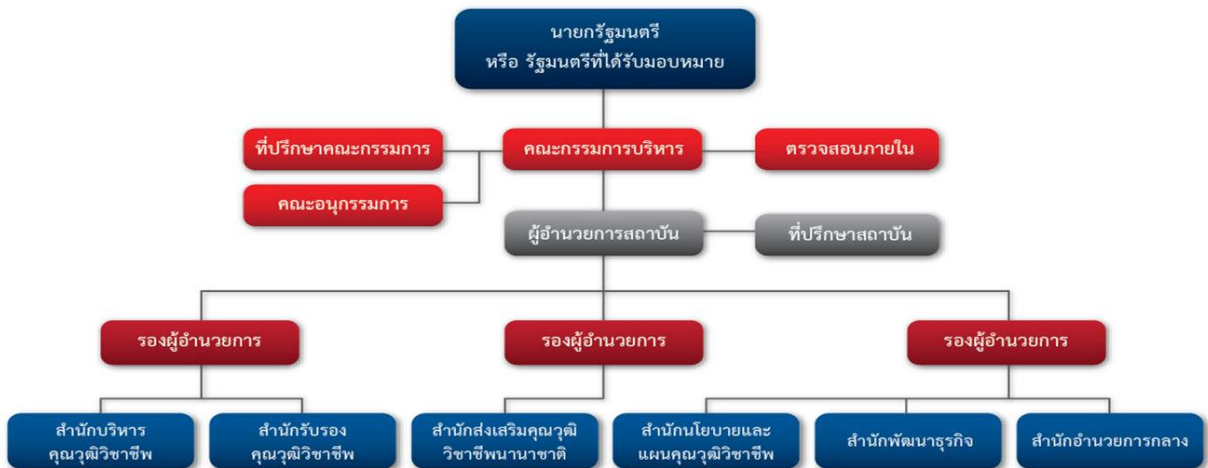 นายกรัฐมนตรี
หรือ รัฐมนตรีที่ได้รับมอบหมาย
ที่ปรึกษาคณะกรรมการ
คณะกรรมการบริหาร
ตรวจสอบภายใน
คณะอนุกรรมการ
ผู้อำนวยการสถาบัน
ที่ปรึกษาสถาบัน
รองผู้อำนวยการ
รองผู้อำนวยการ
รองผู้อำนวยการ
สำนักบริหาร
คุณวุฒิวิชาชีพ
สำนักรับรอง
คุณวุฒิวิชาชีพ
สำนักส่งเสริมคุณวุฒิ
วิชาชีพนานาชาติ
สำนักนโยบายและ
แผนคุณวุฒิวิชาชีพ
สำนักพัฒนาธุรกิจ
สำนักอำนวยการกลาง